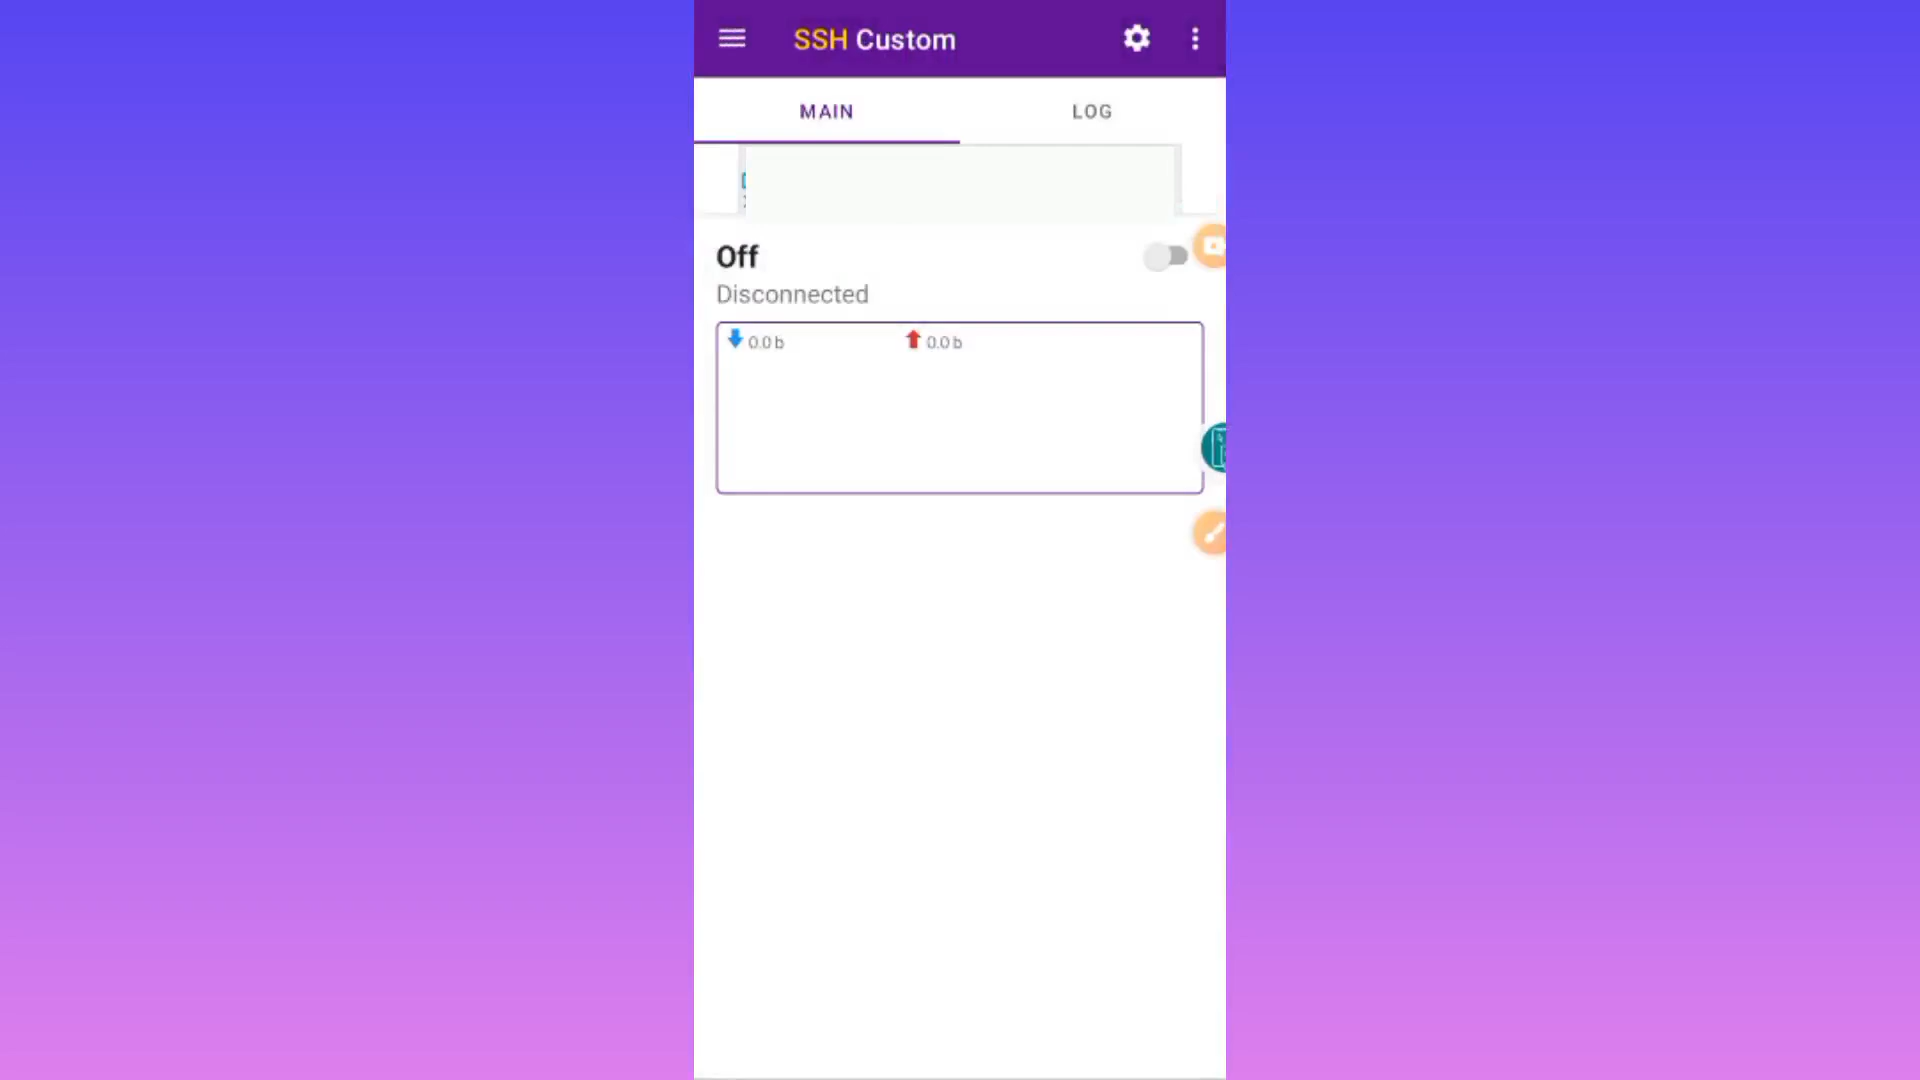 SSH Custom
MAIN
LOG
Off
Disconnected
0.0 b
0.0 b